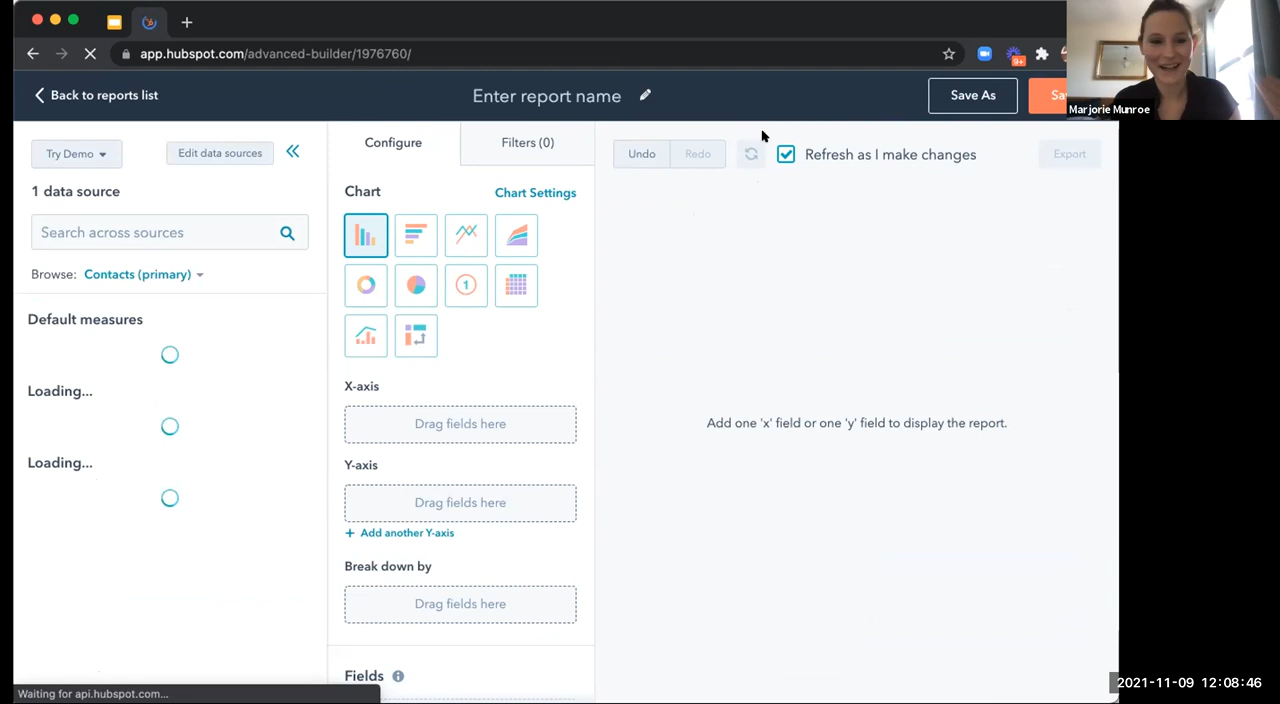 app.hubspot.com/advanced-builder/1976760/
9+
Back to reports list
Enter report name
Save As
Marjorie Munroe
Try Demo
Edit data sources
Configure
Filters (0)
Undo
Redo
Refresh as I make changes
Export
1 data source
Chart
Chart Settings
Search across sources
Browse: Contacts (primary)
1
Default measures
Loading...
Loading...
X-axis
Drag fields here
Add one 'x' field or one 'y' field to display the report.
Y-axis
Drag fields here
+ Add another Y-axis
Break down by
Drag fields here
Fields
Waiting for api.hubspot.com...
2021-11-09 12:08:46